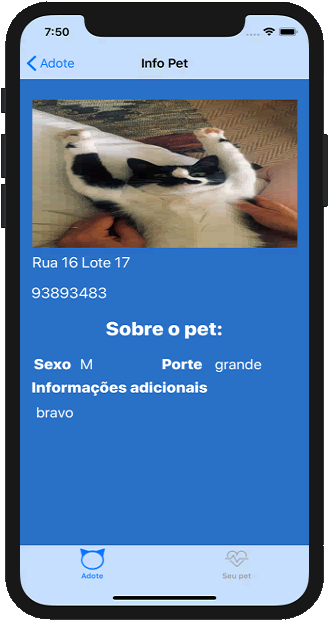 7:50
Adote
Info Pet
Rua 16 Lote 17
93893483
Sobre o pet:
Sexo M Porte grande
Informações adicionais
bravo
Adote
Seu pet